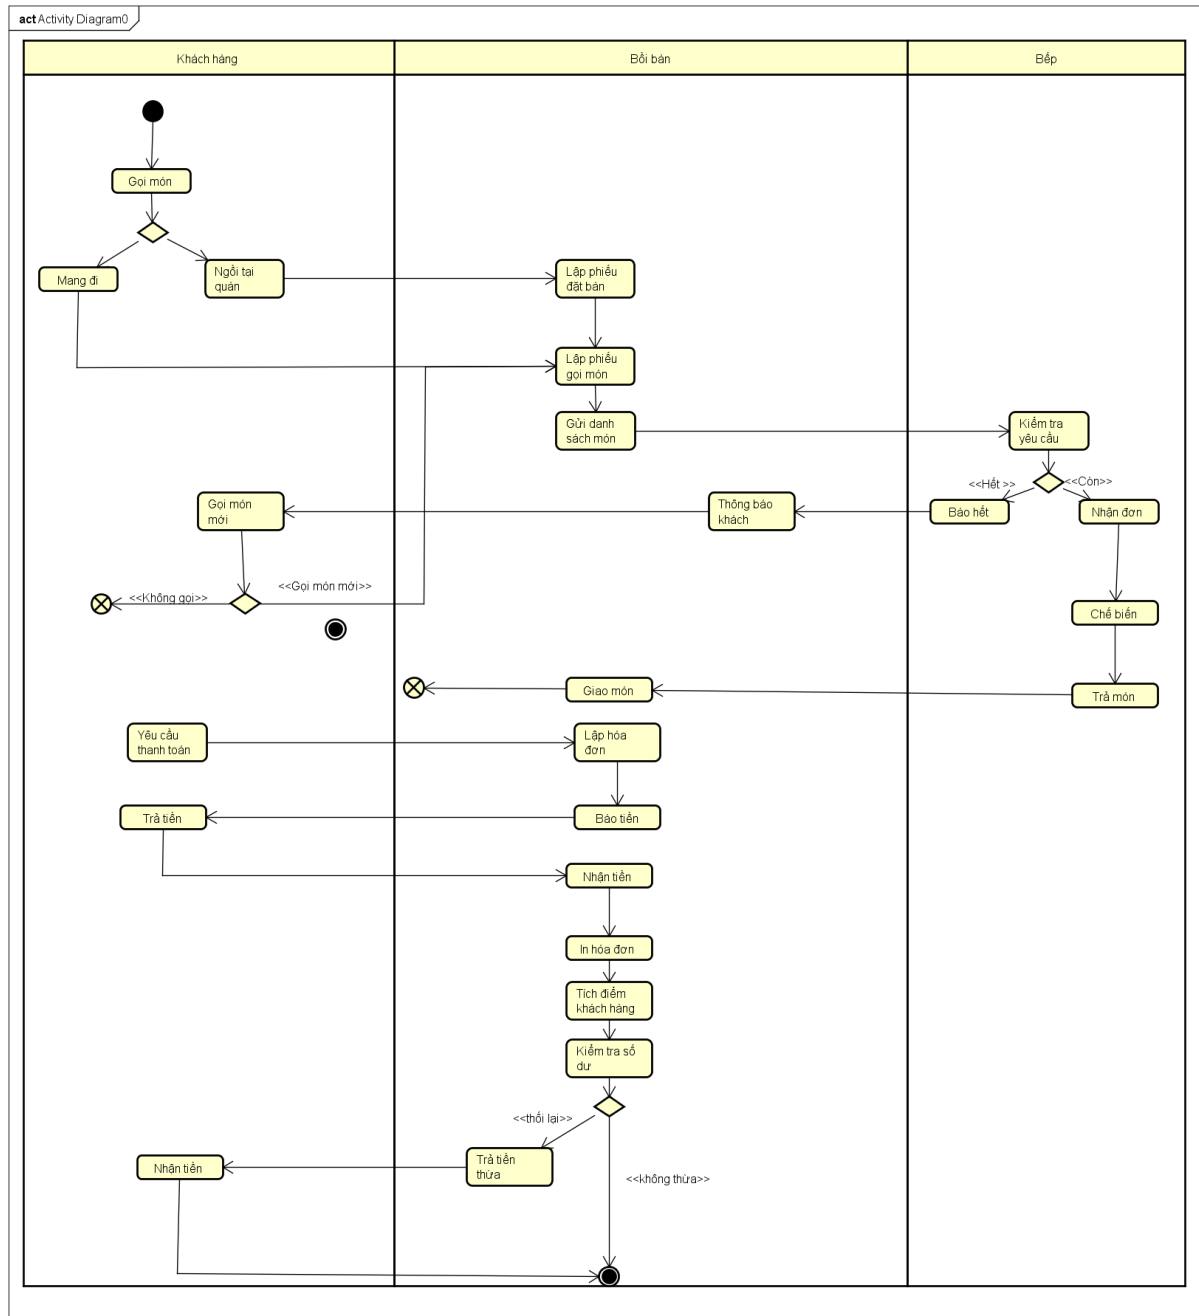 act Activity Diagram0
Khách hàng
Bồi bàn
Bếp
Gọi món
Mang đi
Ngồi tại
quán
Lập phiếu
đặt bàn
Lập phiếu
gọi món
Gửi danh
sách món
Kiểm tra
yêu cầu
<<Hết >>
<<Còn>>
Gọi món
mới
Thông báo
khách
Báo hết
Nhận đơn
<<Gọi món mới>>
<<Không gọi>>
Chế biến
Giao món
Trả món
Yêu cầu
thanh toán
Lập hóa
đơn
Trả tiền
Báo tiền
Nhận tiền
In hóa đơn
Tích điểm
khách hàng
Kiểm tra số
dư
<<thối lại>>
Trả tiền
thừa
Nhận tiền
<<không thừa>>